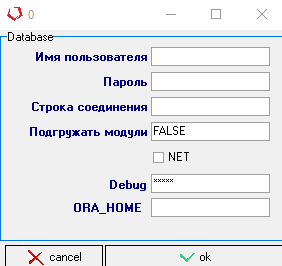 0
Database
Имя пользователя
Пароль
Строка соединения
Подгружать модули FALSE
NET
Debug *****
ORA_HOME
cancel ok